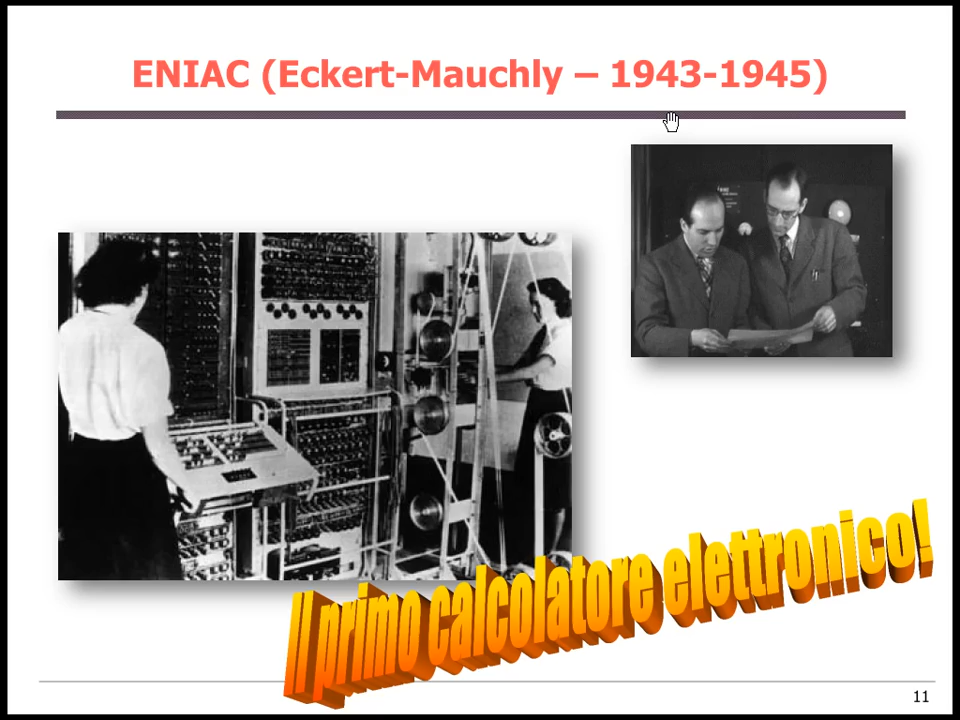 ENIAC (Eckert-Mauchly – 1943-1945)
Il primo calcolatore elettronico!
11